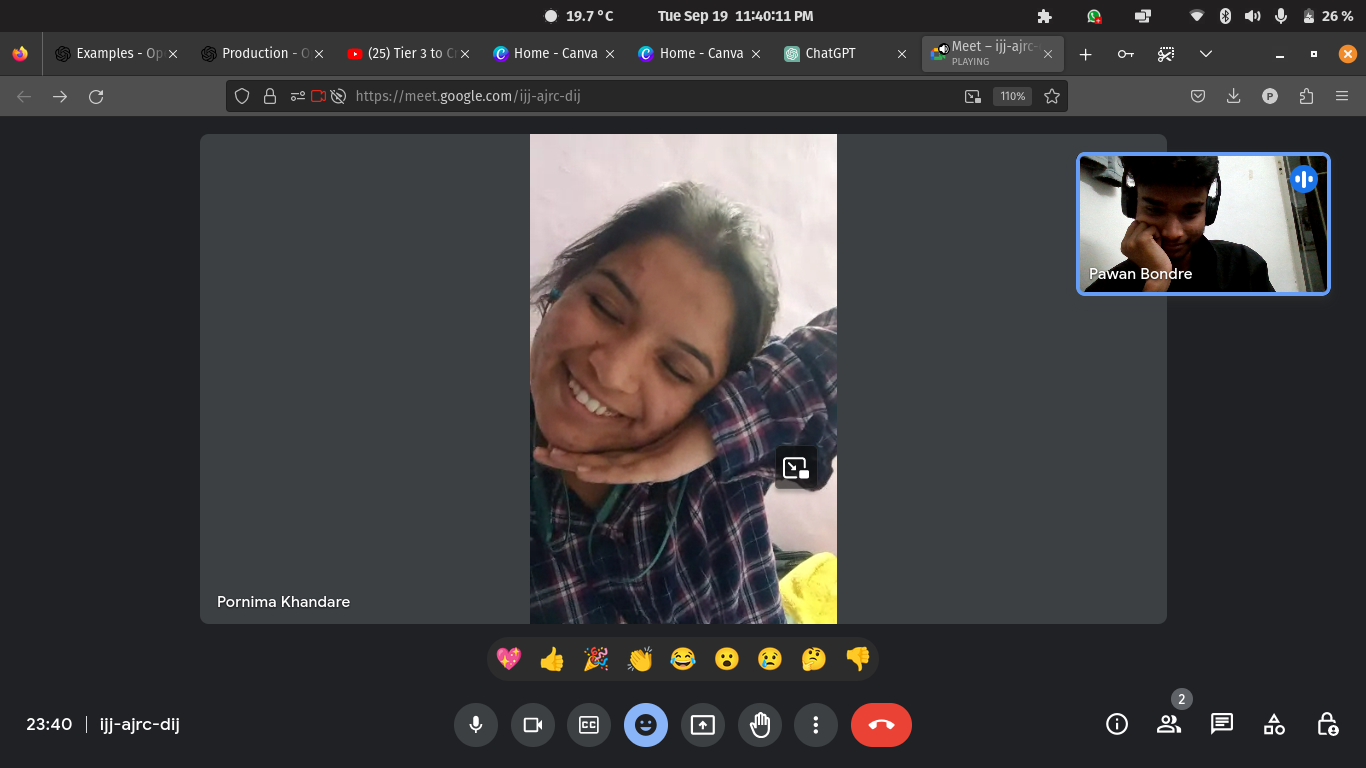 19.7 °C
Tue Sep 19 11:40:11 PM
26 %
Examples - Op
Production - O
(25) Tier 3 to Cr
Home - Canva
Home - Canva
ChatGPT
Meet – ijj-ajrc-
PLAYING
https://meet.google.com/ijj-ajrc-dij
110%
P
Pawan Bondre
Pornima Khandare
2
23:40 | ijj-ajrc-dij
CC